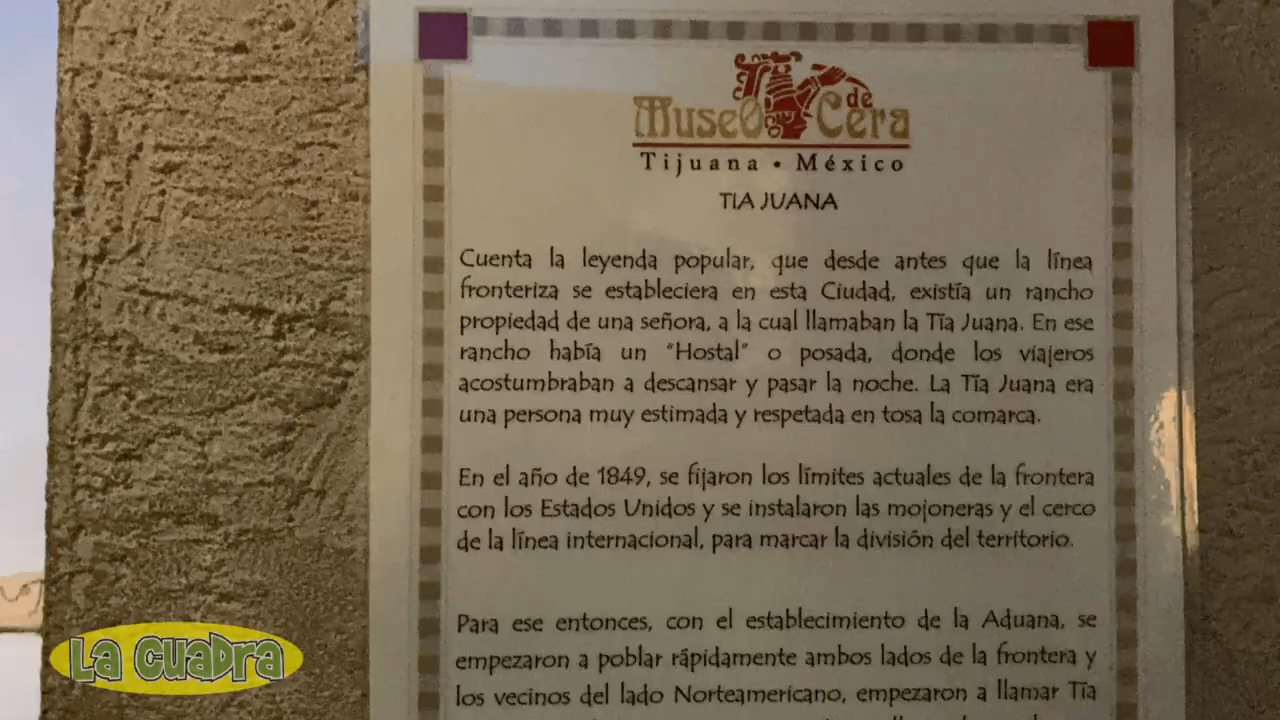 Museo de Cera
Tijuana • México
TIA JUANA
Cuenta la leyenda popular, que desde antes que la línea
fronteriza se estableciera en esta Ciudad, existía un rancho
propiedad de una señora, a la cual llamaban la Tía Juana. En ese
rancho había un "Hostal" o posada, donde los viajeros
acostumbraban a descansar y pasar la noche. La Tía Juana era
una persona muy estimada y respetada en tosa la comarca.
En el año de 1849, se fijaron los límites actuales de la frontera
con los Estados Unidos y se instalaron las mojoneras y el cerco
de la línea internacional, para marcar la división del territorio.
Para ese entonces, con el establecimiento de la Aduana, se
empezaron a poblar rápidamente ambos lados de la frontera y
los vecinos del lado Norteamericano, empezaron a llamar Tía
La Cuadra